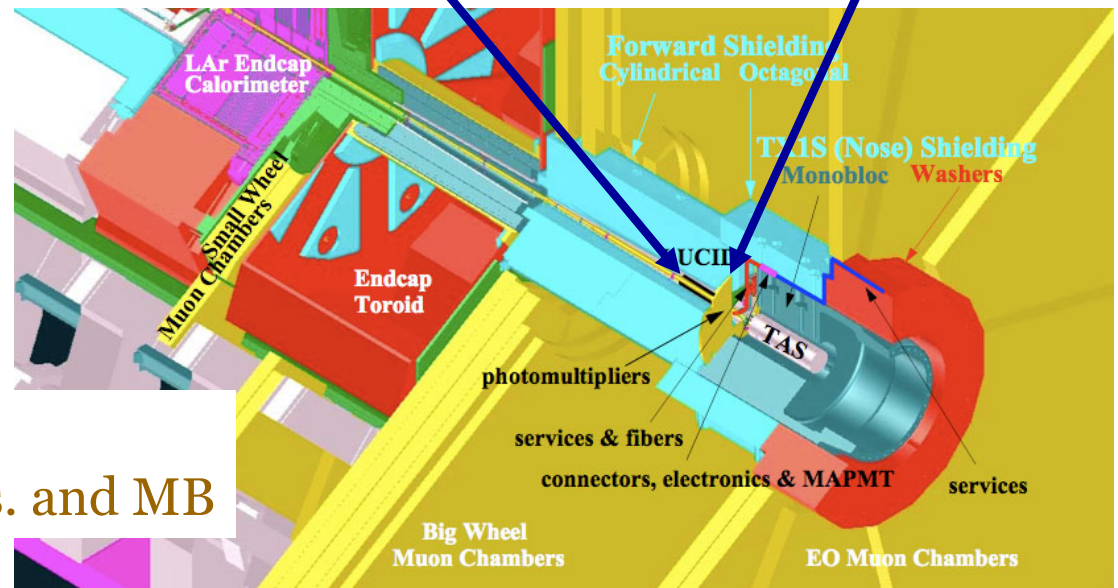 Forward Shielding
Cylindrical Octagonal
LAr Endcap
Calorimeter
TX1S (Nose) Shielding
Monobloc Washers
Small Wheel
Muon Chambers
UCID
Endcap
Toroid
TAS
photomultipliers
services & fibers
connectors, electronics & MAPMT
services
s. and MB
Big Wheel
Muon Chambers
EO Muon Chambers